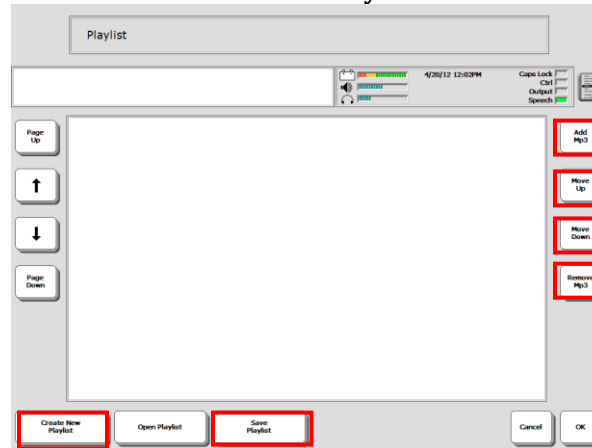 Playlist
4/20/12 12:02PM
Caps Lock
Ctrl
Output
Speech
Page
Up
Add
Mp3
Move
Up
Move
Down
Page
Down
Remove
Mp3
Create New
Playlist
Open Playlist
Save
Playlist
Cancel
OK